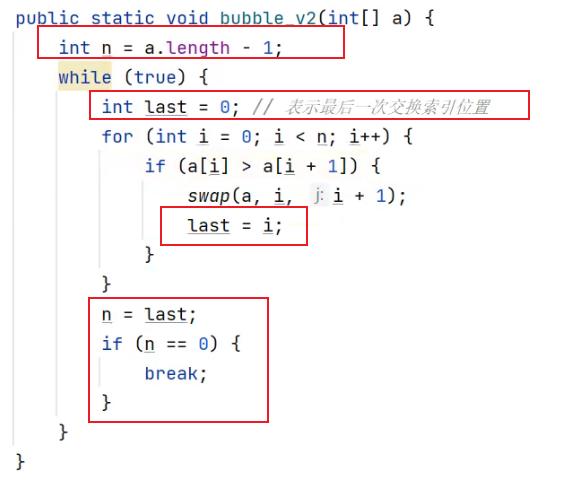 public static void bubble_v2(int[] a) {
int n = a.length - 1;
while (true) {
int last = 0; // 表示最后一次交换索引位置
for (int i = 0; i < n; i++) {
if (a[i] > a[i + 1]) {
swap(a, i, j: i + 1);
last = i;
}
}
n = last;
if (n == 0) {
break;
}
}
}